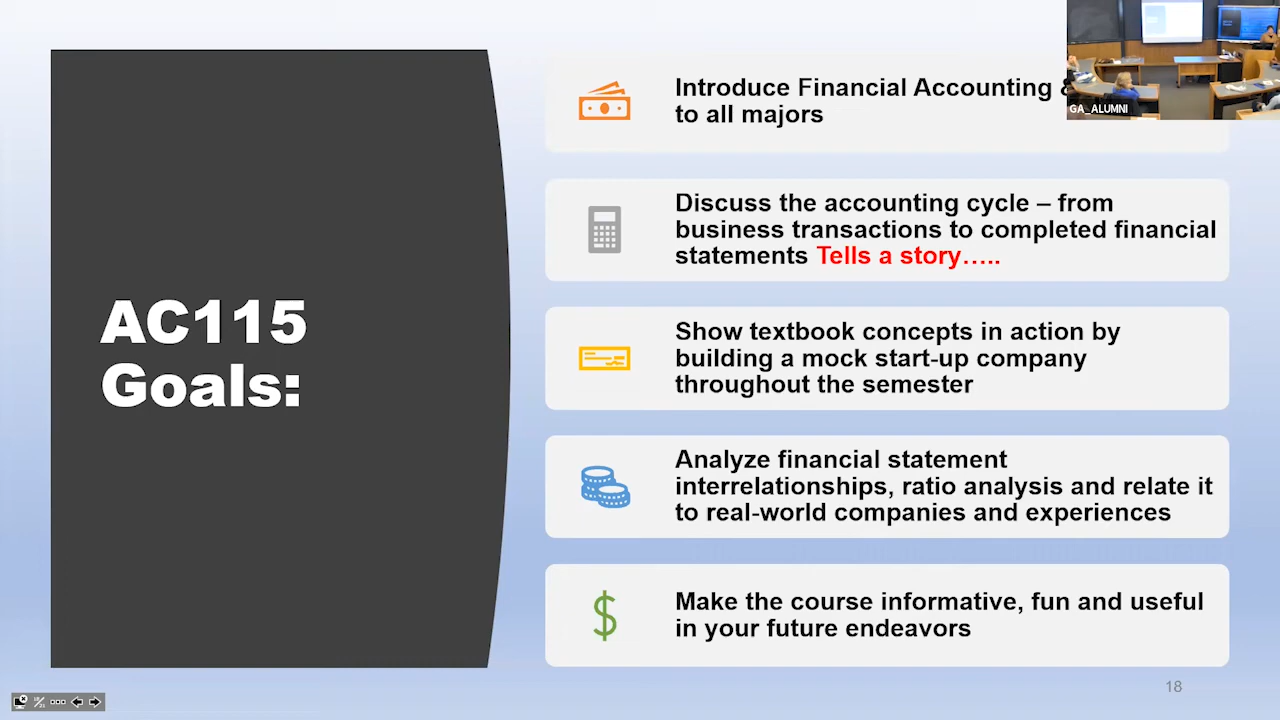 AC115
Goals:
Introduce Financial Accounting &
to all majors
Discuss the accounting cycle – from
business transactions to completed financial
statements Tells a story…..
Show textbook concepts in action by
building a mock start-up company
throughout the semester
Analyze financial statement
interrelationships, ratio analysis and relate it
to real-world companies and experiences
Make the course informative, fun and useful
in your future endeavors
GA_ALUMNI
18